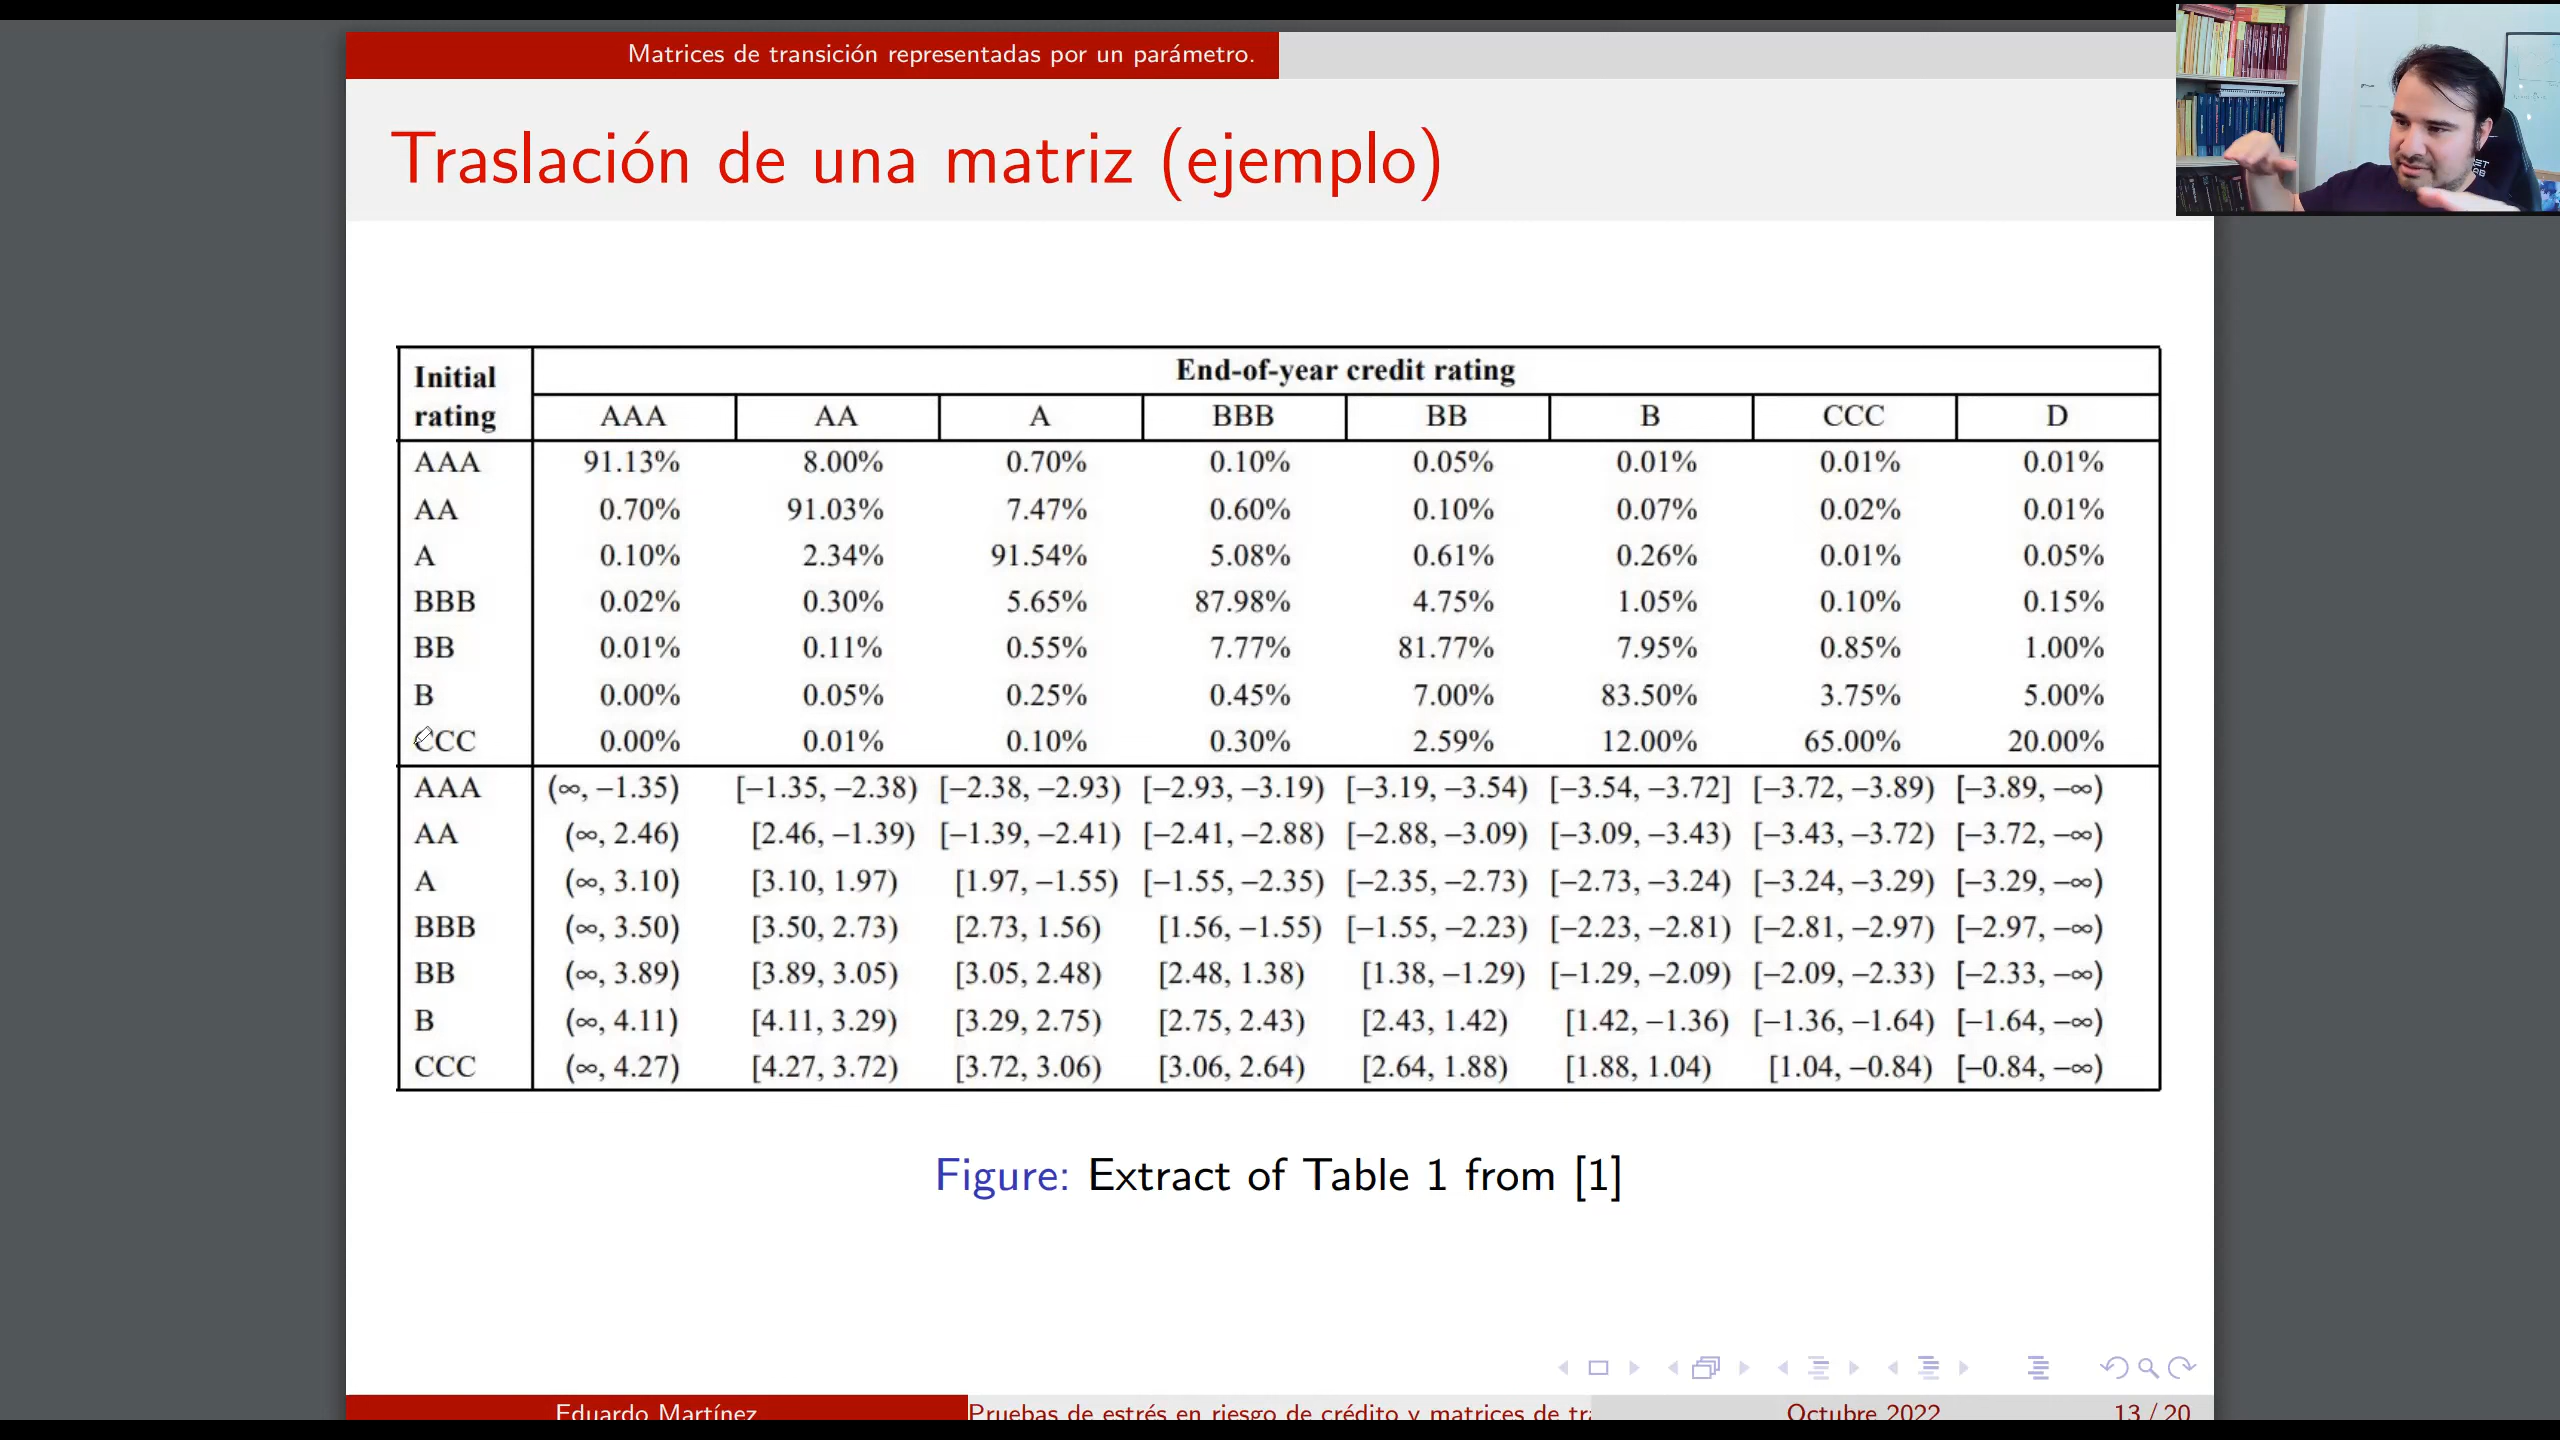 Matrices de transición representadas por un parámetro.
Traslación de una matriz (ejemplo)
Initial rating End-of-year credit rating
AAA AA A BBB BB B CCC D
AAA 91.13% 8.00% 0.70% 0.10% 0.05% 0.01% 0.01% 0.01%
AA 0.70% 91.03% 7.47% 0.60% 0.10% 0.07% 0.02% 0.01%
A 0.10% 2.34% 91.54% 5.08% 0.61% 0.26% 0.01% 0.05%
BBB 0.02% 0.30% 5.65% 87.98% 4.75% 1.05% 0.10% 0.15%
BB 0.01% 0.11% 0.55% 7.77% 81.77% 7.95% 0.85% 1.00%
B 0.00% 0.05% 0.25% 0.45% 7.00% 83.50% 3.75% 5.00%
CCC 0.00% 0.01% 0.10% 0.30% 2.59% 12.00% 65.00% 20.00%
AAA (∞, –1.35) [–1.35, –2.38) [–2.38, –2.93) [–2.93, –3.19) [–3.19, –3.54) [–3.54, –3.72] [–3.72, –3.89) [–3.89, –∞)
AA (∞, 2.46) [2.46, –1.39) [–1.39, –2.41) [–2.41, –2.88) [–2.88, –3.09) [–3.09, –3.43) [–3.43, –3.72) [–3.72, –∞)
A (∞, 3.10) [3.10, 1.97) [1.97, –1.55) [–1.55, –2.35) [–2.35, –2.73) [–2.73, –3.24) [–3.24, –3.29) [–3.29, –∞)
BBB (∞, 3.50) [3.50, 2.73) [2.73, 1.56) [1.56, –1.55) [–1.55, –2.23) [–2.23, –2.81) [–2.81, –2.97) [–2.97, –∞)
BB (∞, 3.89) [3.89, 3.05) [3.05, 2.48) [2.48, 1.38) [1.38, –1.29) [–1.29, –2.09) [–2.09, –2.33) [–2.33, –∞)
B (∞, 4.11) [4.11, 3.29) [3.29, 2.75) [2.75, 2.43) [2.43, 1.42) [1.42, –1.36) [–1.36, –1.64) [–1.64, –∞)
CCC (∞, 4.27) [4.27, 3.72) [3.72, 3.06) [3.06, 2.64) [2.64, 1.88) [1.88, 1.04) [1.04, –0.84) [–0.84, –∞)
Figure: Extract of Table 1 from [1]
Eduardo Martínez Pruebas de estrés en riesgo de crédito y matrices de tra Octubre 2022 13 / 20